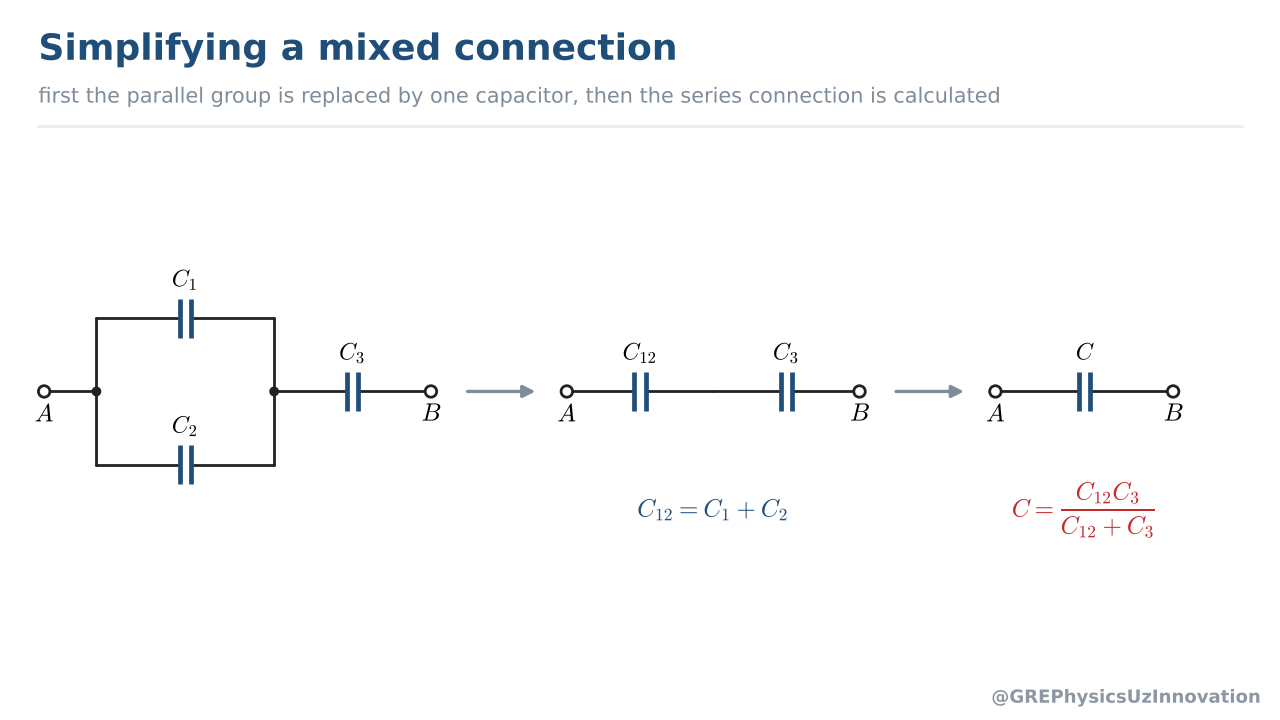 Simplifying a mixed connection
first the parallel group is replaced by one capacitor, then the series connection is calculated
C₁
C₃
C₁₂
C₃
C
A
B
A
B
A
B
C₂
C₁₂ = C₁ + C₂
C = C₁₂C₃ / (C₁₂ + C₃)
@GREPhysicsUzInnovation